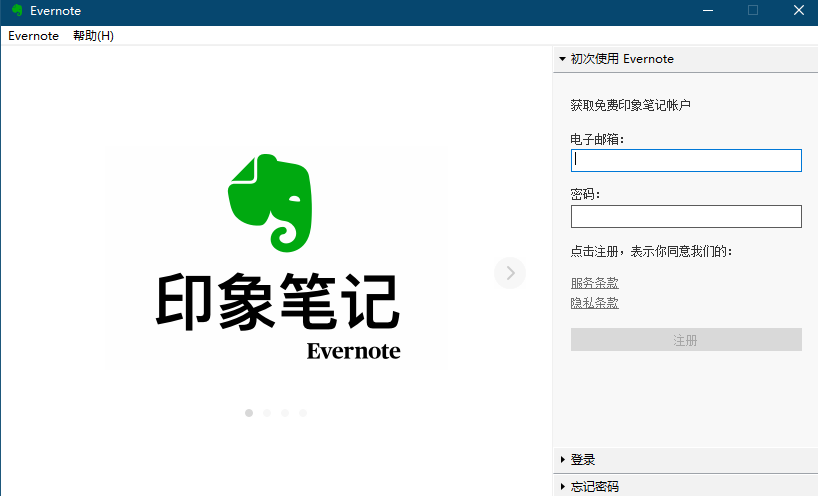 Evernote
Evernote 帮助(H)
印象笔记
Evernote
初次使用 Evernote
获取免费印象笔记帐户
电子邮箱：
密码：
点击注册，表示你同意我们的：
服务条款
隐私条款
注册
登录
忘记密码